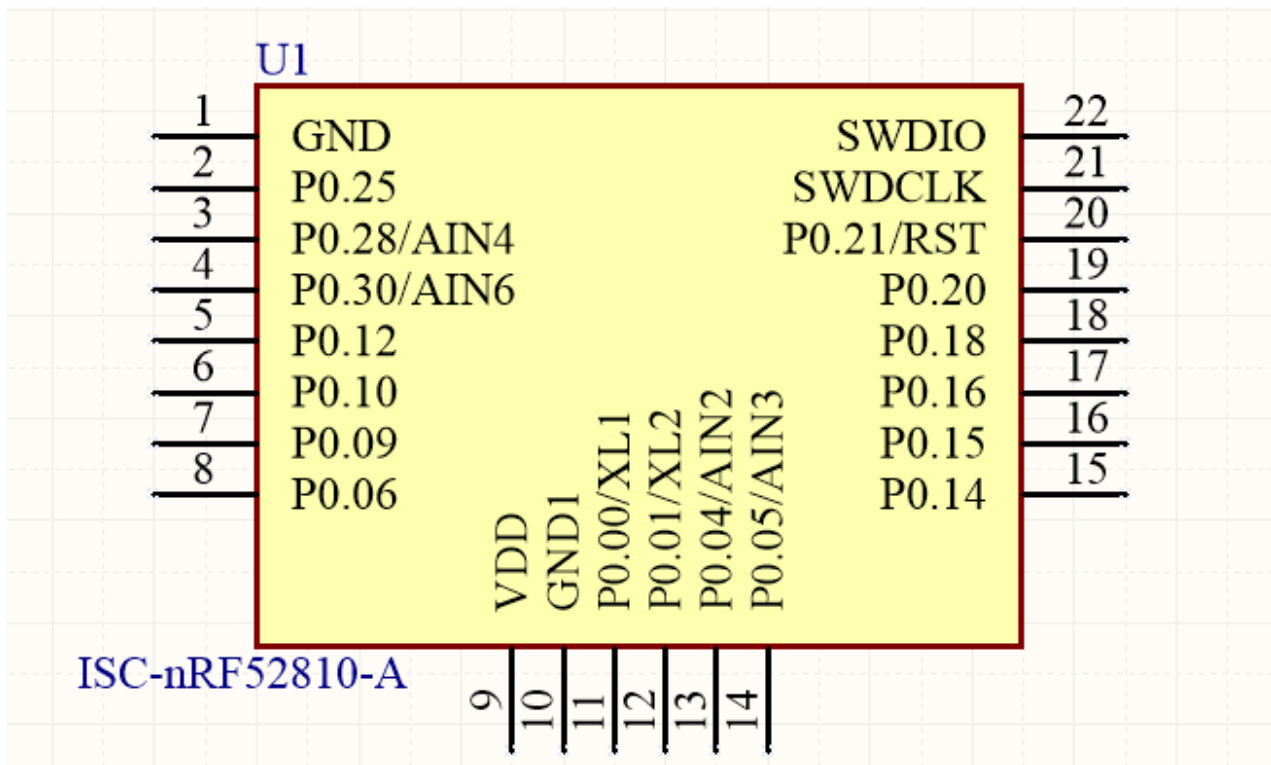 U1
1 GND SWDIO 22
2 P0.25 SWDCLK 21
3 P0.28/AIN4 P0.21/RST 20
4 P0.30/AIN6 P0.20 19
5 P0.12 P0.18 18
6 P0.10 P0.16 17
7 P0.09 P0.15 16
8 P0.06 P0.14 15
VDD
GND1
P0.00/XL1
P0.01/XL2
P0.04/AIN2
P0.05/AIN3
ISC-nRF52810-A
9
10
11
12
13
14